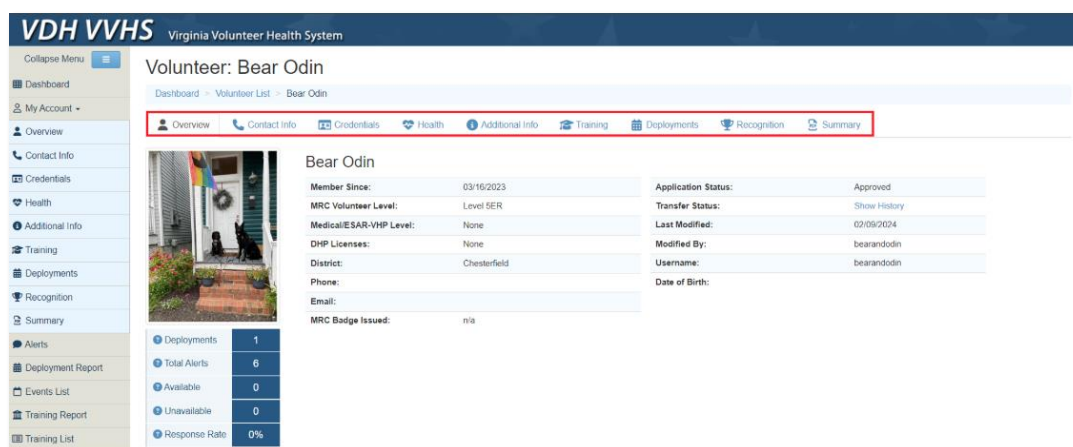 VDH VVHS Virginia Volunteer Health System
Collapse Menu
Dashboard
My Account
Overview
Contact Info
Credentials
Health
Additional Info
Training
Deployments
Recognition
Summary
Alerts
Deployment Report
Events List
Training Report
Training List
Volunteer: Bear Odin
Dashboard > Volunteer List > Bear Odin
Overview Contact Info Credentials Health Additional Info Training Deployments Recognition Summary
Bear Odin
Member Since: 03/16/2023
MRC Volunteer Level: Level 5ER
Medical/ESAR-VHP Level: None
DHP Licenses: None
District: Chesterfield
Phone:
Email:
MRC Badge Issued: n/a
Application Status: Approved
Transfer Status: Show History
Last Modified: 02/09/2024
Modified By: bearandodin
Username: bearandodin
Date of Birth:
Deployments 1
Total Alerts 6
Available 0
Unavailable 0
Response Rate 0%